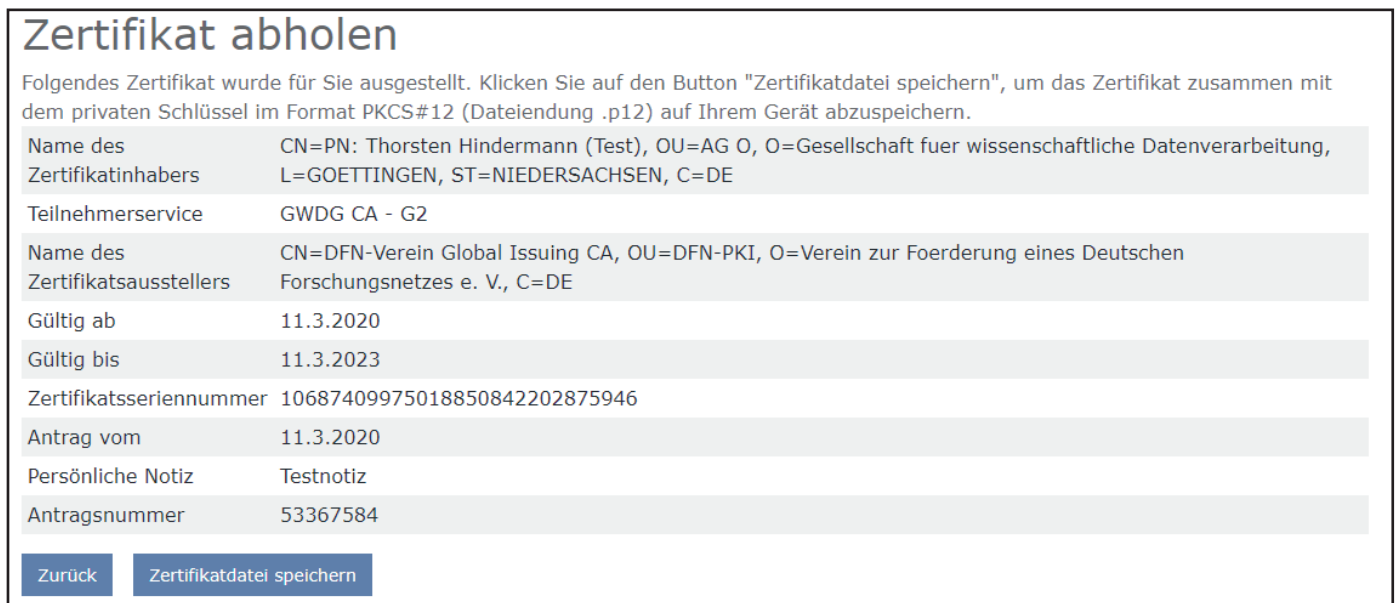 Zertifikat abholen
Folgendes Zertifikat wurde für Sie ausgestellt. Klicken Sie auf den Button "Zertifikatdatei speichern", um das Zertifikat zusammen mit
dem privaten Schlüssel im Format PKCS#12 (Dateiendung .p12) auf Ihrem Gerät abzuspeichern.
Name des CN=PN: Thorsten Hindermann (Test), OU=AG O, O=Gesellschaft fuer wissenschaftliche Datenverarbeitung,
Zertifikatinhabers L=GOETTINGEN, ST=NIEDERSACHSEN, C=DE
Teilnehmerservice GWDG CA - G2
Name des CN=DFN-Verein Global Issuing CA, OU=DFN-PKI, O=Verein zur Foerderung eines Deutschen
Zertifikatsausstellers Forschungsnetzes e. V., C=DE
Gültig ab 11.3.2020
Gültig bis 11.3.2023
Zertifikatsseriennummer 10687409975018850842202875946
Antrag vom 11.3.2020
Persönliche Notiz Testnotiz
Antragsnummer 53367584
Zurück Zertifikatdatei speichern